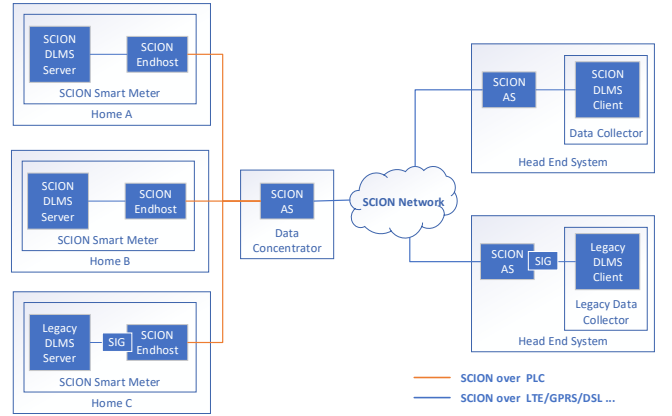 SCION
DLMS
Server
SCION
Endhost
SCION Smart Meter
Home A
SCION
DLMS
Server
SCION
Endhost
SCION Smart Meter
Home B
Legacy
DLMS
Server
SIG
SCION
Endhost
SCION Smart Meter
Home C
SCION
AS
Data
Concentrator
SCION Network
SCION
AS
SCION
DLMS
Client
Data Collector
Head End System
SCION
AS
SIG
Legacy
DLMS
Client
Legacy Data
Collector
Head End System
SCION over PLC
SCION over LTE/GPRS/DSL ...